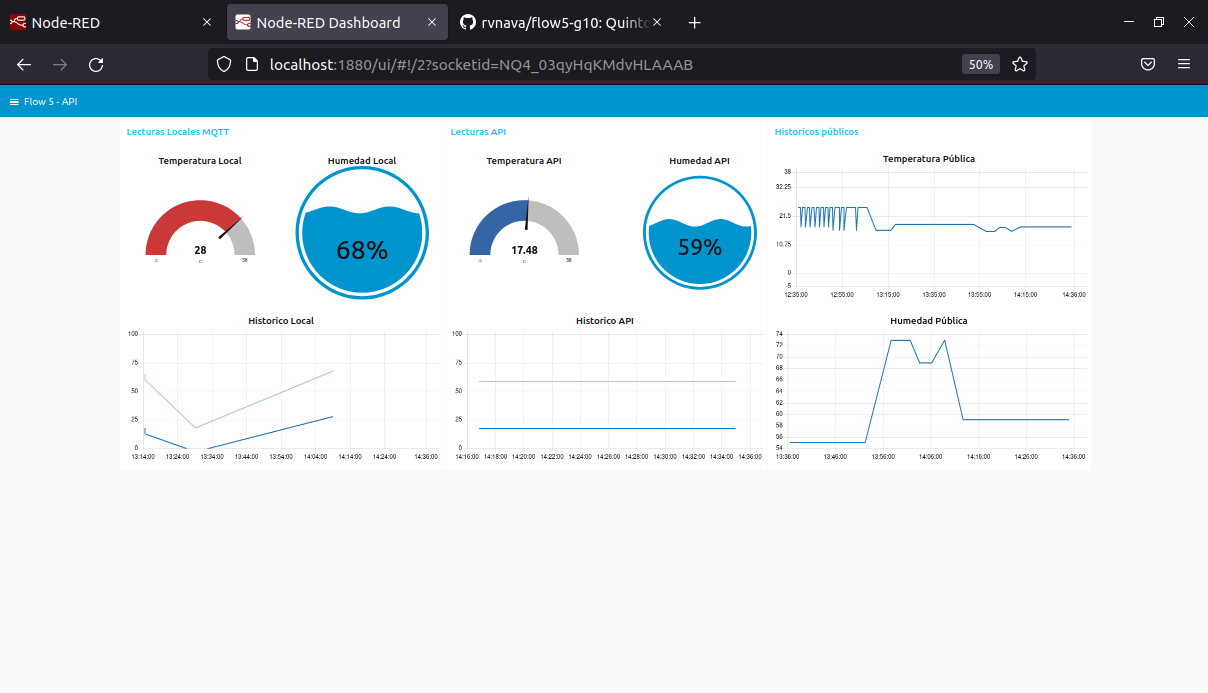 Node-RED
Node-RED Dashboard
rvnava/flow5-g10: Quinto
localhost:1880/ui/#!/2?socketid=NQ4_03qyHqKMdvHLAAAB
50%
Flow 5 - API
Lecturas Locales MQTT
Temperatura Local
Humedad Local
28
c
38
68%
Historico Local
100
75
50
25
0
13:14:00 13:24:00 13:34:00 13:44:00 13:54:00 14:04:00 14:14:00 14:24:00 14:36:00
Lecturas API
Temperatura API
Humedad API
17.48
c
38
59%
Historico API
100
75
50
25
0
14:16:00 14:18:00 14:20:00 14:22:00 14:24:00 14:26:00 14:28:00 14:30:00 14:32:00 14:34:00 14:36:00
Historicos públicos
Temperatura Pública
38
32.25
21.5
10.75
0
-5
12:35:00 12:55:00 13:15:00 13:35:00 13:55:00 14:15:00 14:36:00
Humedad Pública
74
72
70
68
66
64
62
60
58
56
54
13:36:00 13:46:00 13:56:00 14:06:00 14:16:00 14:26:00 14:36:00